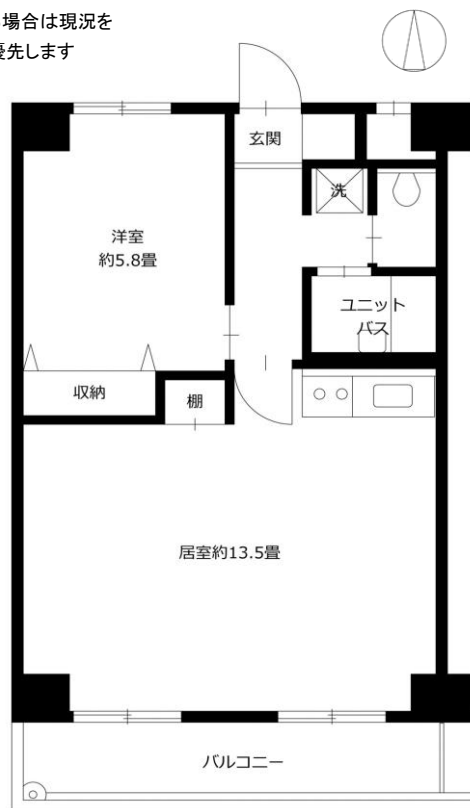 場合は現況を
優先します
玄関
洗
洋室
約5.8畳
ユニット
バス
収納
棚
居室約13.5畳
バルコニー